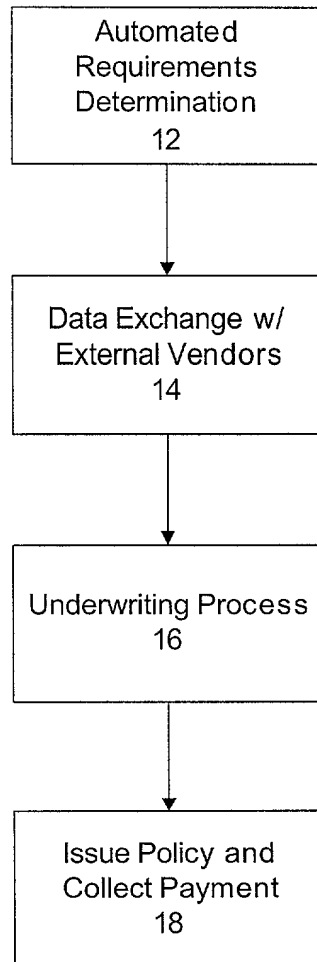 Automated
Requirements
Determination
12
Data Exchange w/
External Vendors
14
Underwriting Process
16
Issue Policy and
Collect Payment
18